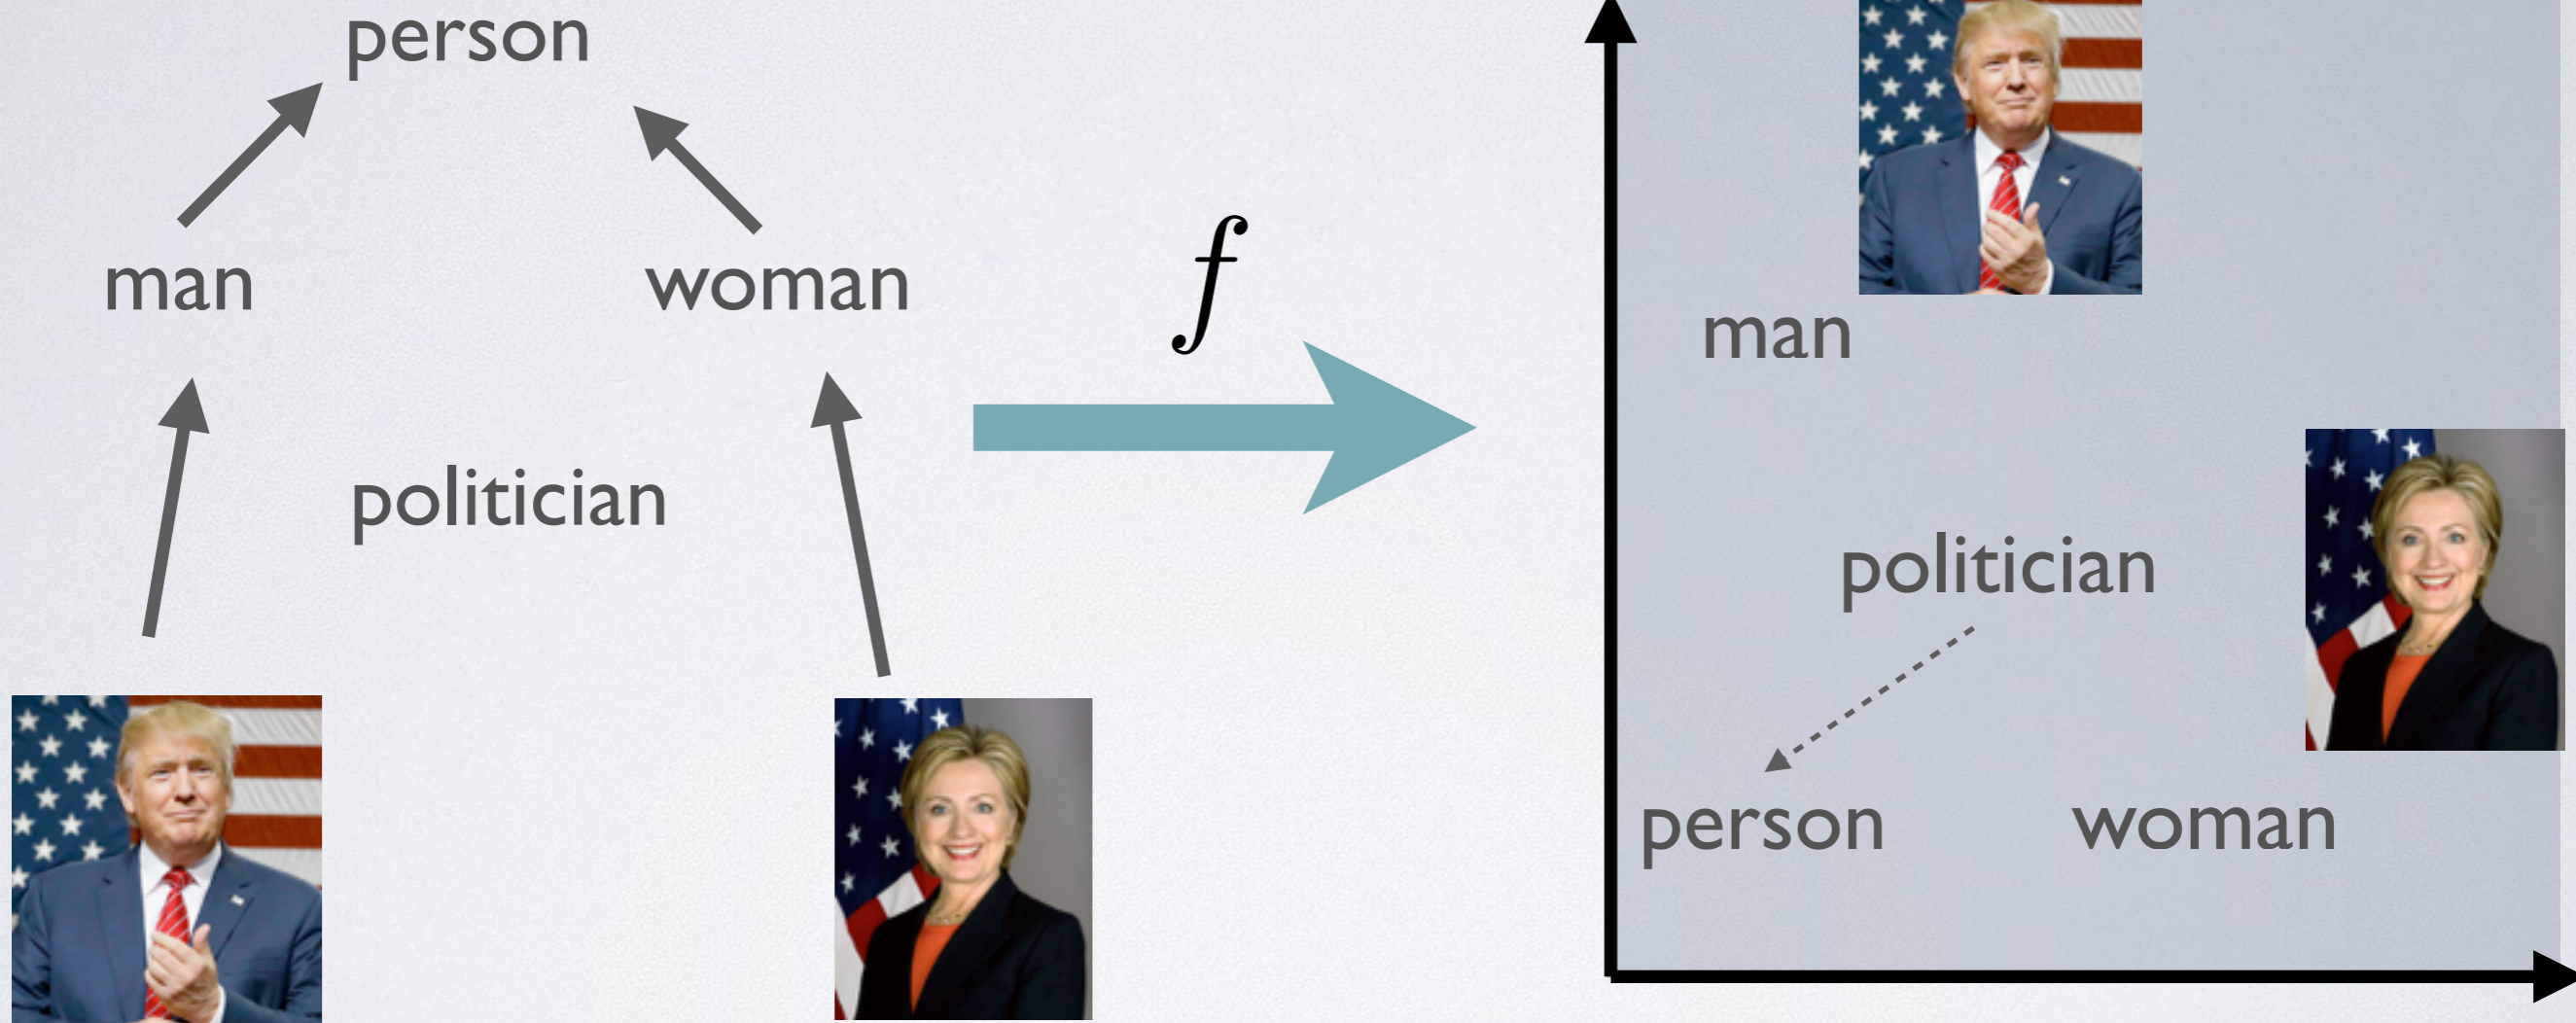 person
man
woman
politician
f
man
politician
person
woman